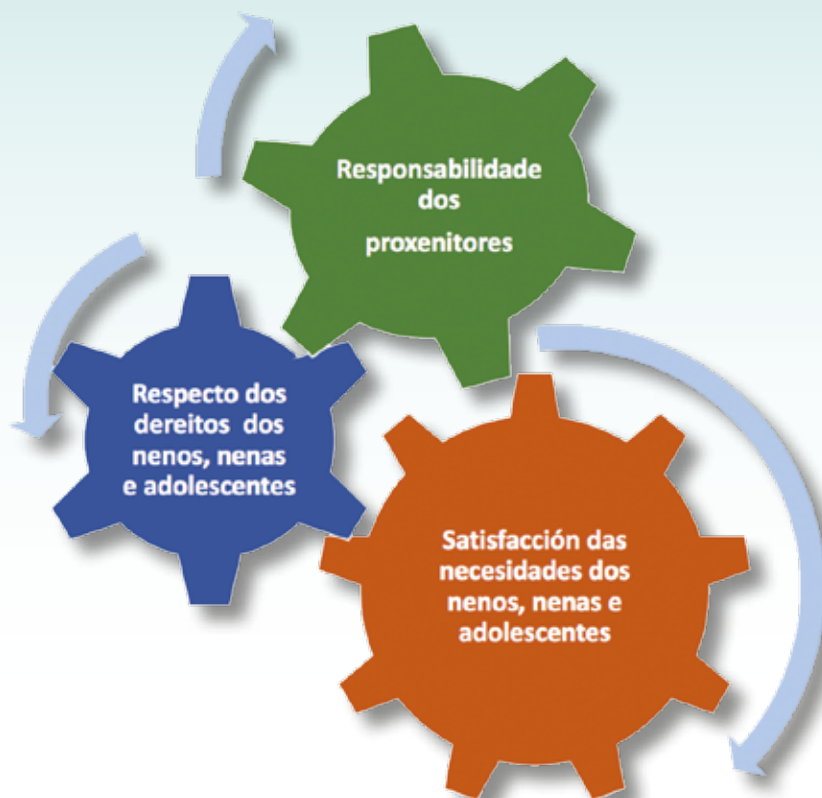 Responsabilidade
dos
proxenitores
Respecto dos
dereitos dos
nenos, nenas
e adolescentes
Satisfacción das
necesidades dos
nenos, nenas e
adolescentes